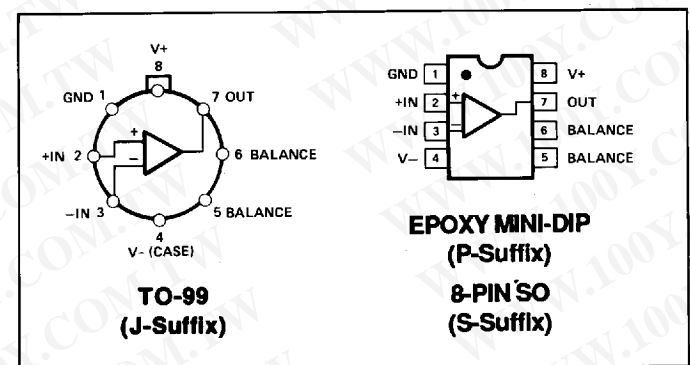 V+
8
GND 1
7 OUT
+IN 2
+
−
6 BALANCE
−IN 3
5 BALANCE
4
V- (CASE)
TO-99
(J-Suffix)
GND 1
8 V+
+IN 2
+
7 OUT
−IN 3
−
6 BALANCE
V− 4
5 BALANCE
EPOXY MINI-DIP
(P-Suffix)
8-PIN SO
(S-Suffix)